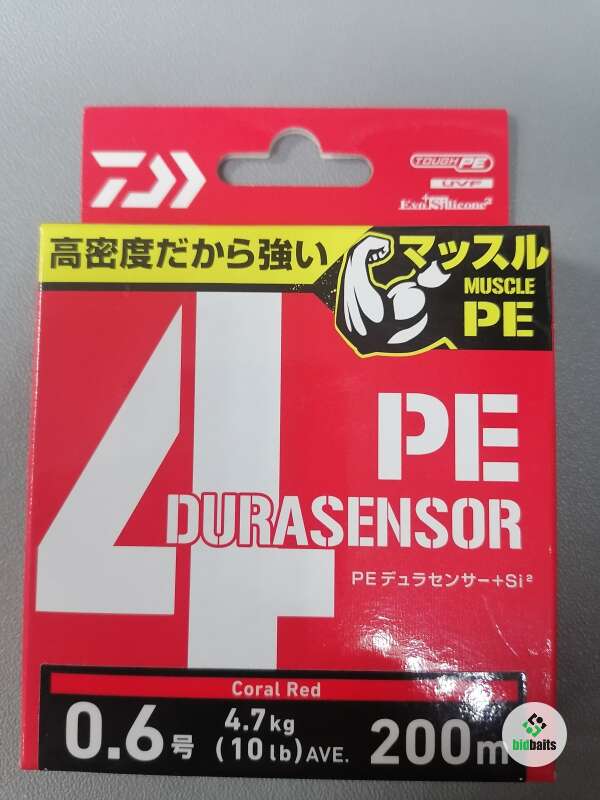 TOUGH PE
UVF
Evo Silicone²
高密度だから強い
マッスル
MUSCLE
PE
4
PE
DURASENSOR
PEデュラセンサー+Si²
Coral Red
0.6号
4.7kg
(10lb)AVE.
200m
bidbaits